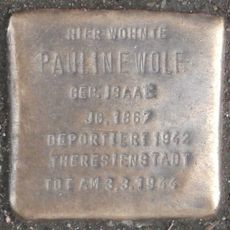 HIER WOHNTE
PAULINE WOLF
GEB. ISAAK
JG. 1867
DEPORTIERT 1942
THERESIENSTADT
TOT AM 3.3.1944